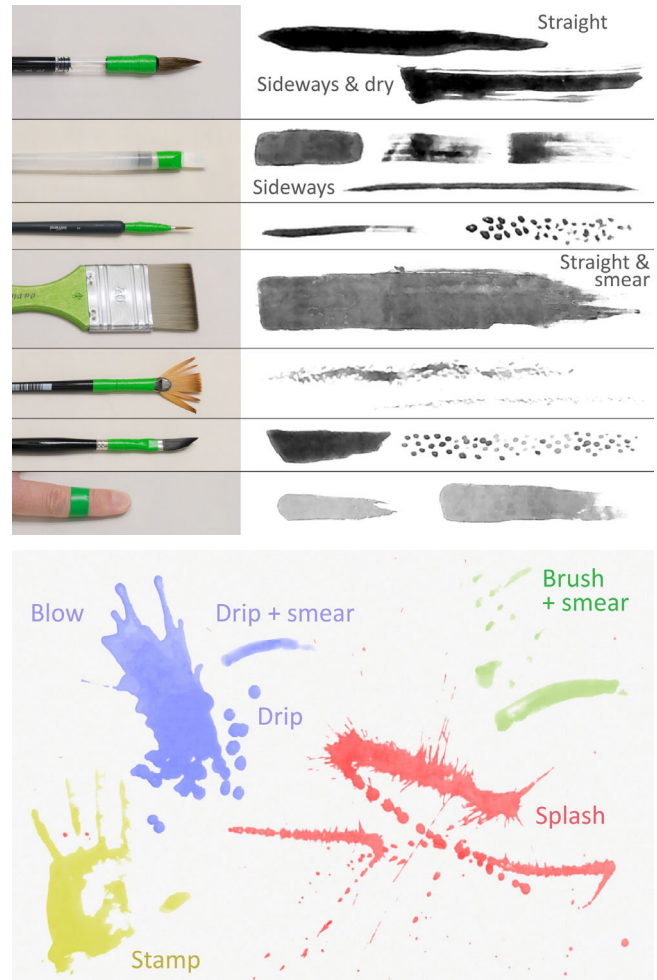 Straight
Sideways & dry
Sideways
Straight &
smear
Blow
Drip + smear
Brush
+ smear
Drip
Splash
Stamp